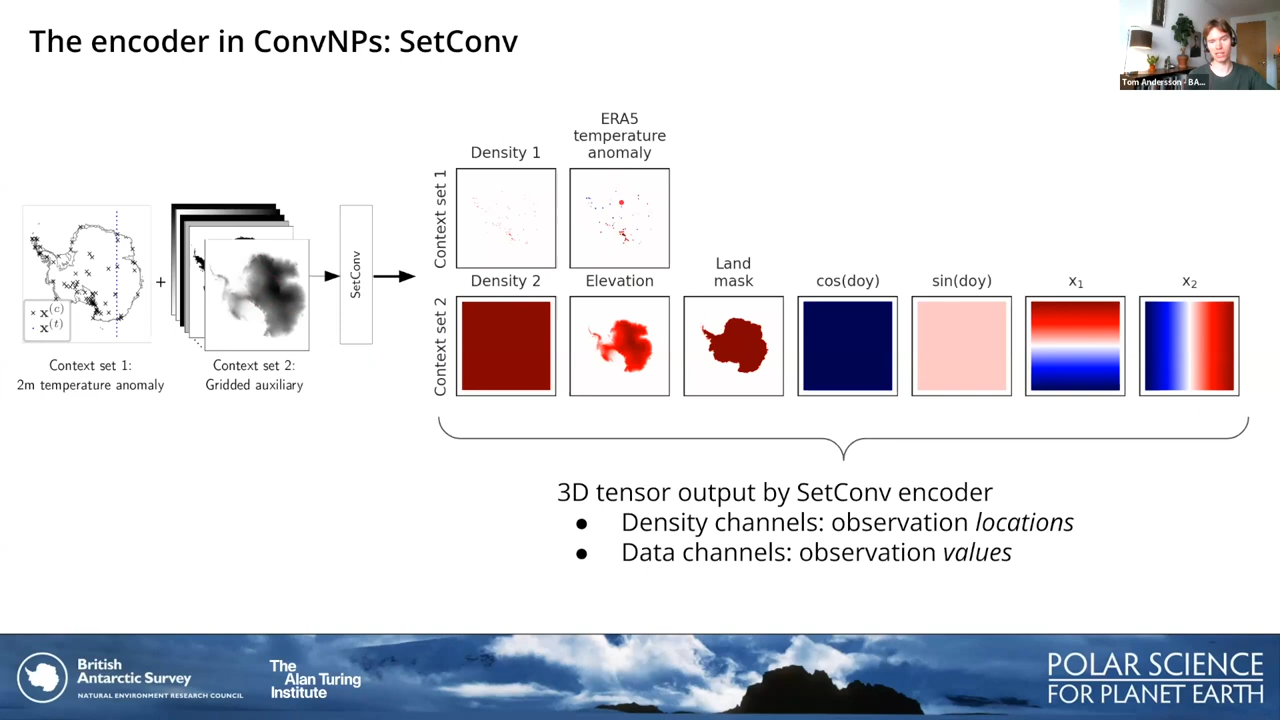 The encoder in ConvNPs: SetConv
Tom Andersson - BA...
x(c)
x(t)
+
Context set 1:
2m temperature anomaly
Context set 2:
Gridded auxiliary
SetConv
Context set 1
Density 1
ERA5
temperature
anomaly
Context set 2
Density 2
Elevation
Land
mask
cos(doy)
sin(doy)
x₁
x₂
3D tensor output by SetConv encoder
● Density channels: observation locations
● Data channels: observation values
British
Antarctic Survey
NATURAL ENVIRONMENT RESEARCH COUNCIL
The
Alan Turing
Institute
POLAR SCIENCE
FOR PLANET EARTH